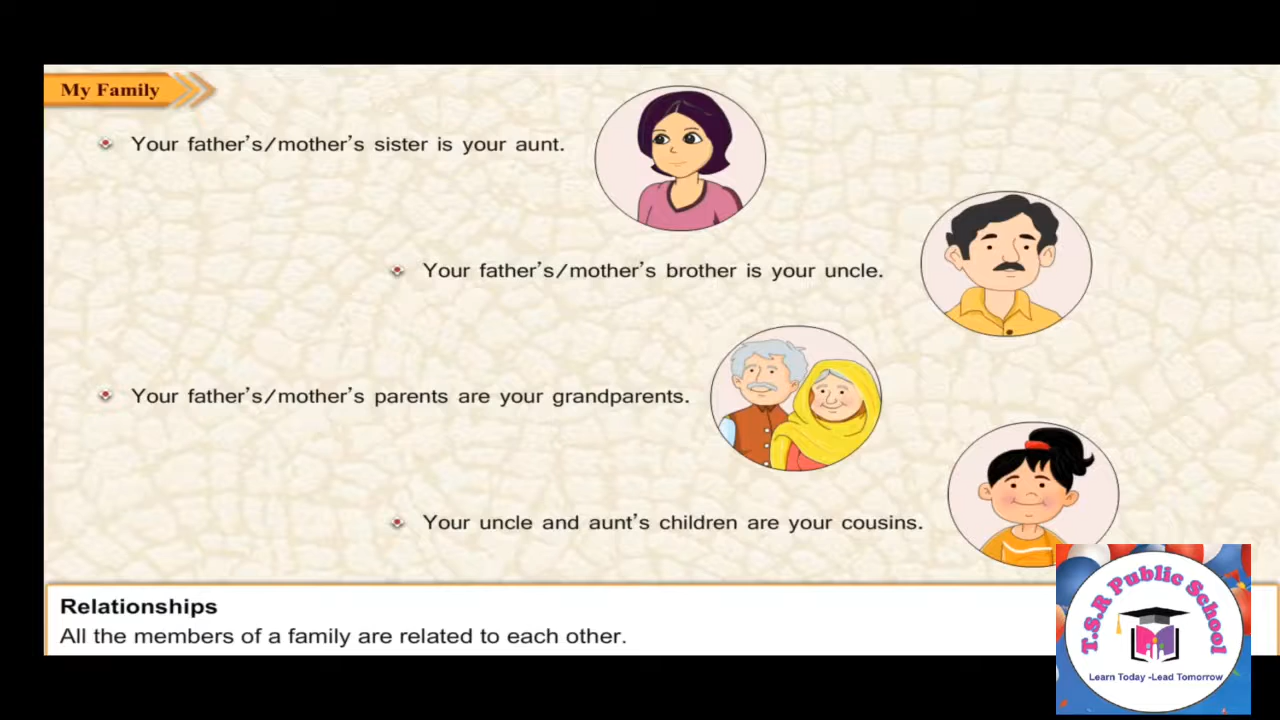 My Family
Your father's/mother's sister is your aunt.
Your father's/mother's brother is your uncle.
Your father's/mother's parents are your grandparents.
Your uncle and aunt's children are your cousins.
Relationships
All the members of a family are related to each other.
T.S.R Public School
Learn Today -Lead Tomorrow